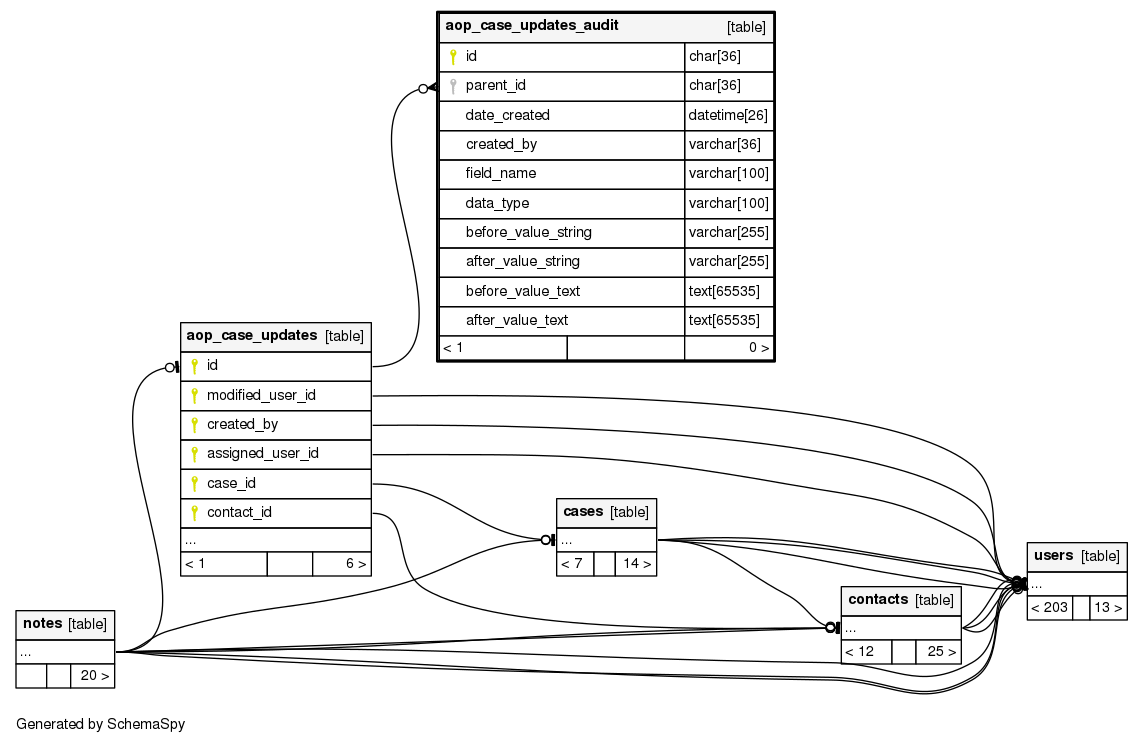 aop_case_updates_audit [table]
id char[36]
parent_id char[36]
date_created datetime[26]
created_by varchar[36]
field_name varchar[100]
data_type varchar[100]
before_value_string varchar[255]
after_value_string varchar[255]
before_value_text text[65535]
after_value_text text[65535]
< 1 0 >
aop_case_updates [table]
id
modified_user_id
created_by
assigned_user_id
case_id
contact_id
...
< 1 6 >
cases [table]
...
< 7 14 >
users [table]
...
< 203 13 >
contacts [table]
...
< 12 25 >
notes [table]
...
20 >
Generated by SchemaSpy